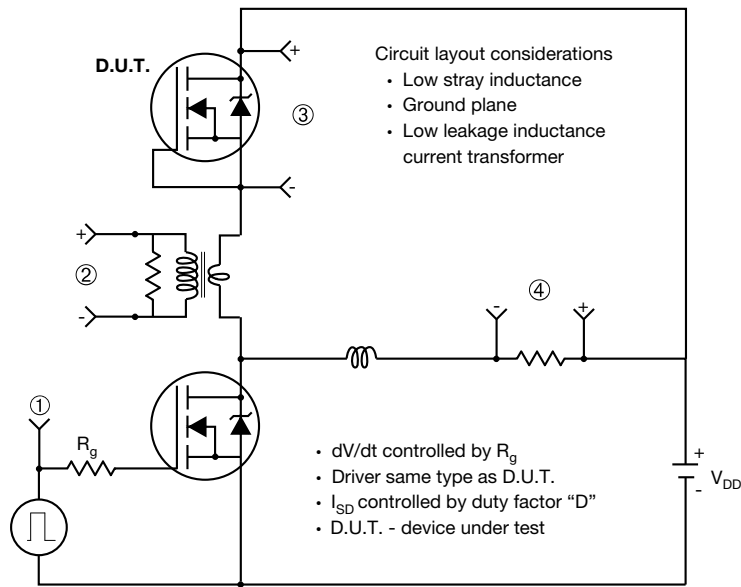 D.U.T.
+
Circuit layout considerations
• Low stray inductance
• Ground plane
• Low leakage inductance
current transformer
③
-
+
②
-
④
-
+
①
R<sub>g</sub>
• dV/dt controlled by R<sub>g</sub>
• Driver same type as D.U.T.
• I<sub>SD</sub> controlled by duty factor “D”
• D.U.T. - device under test
+
V<sub>DD</sub>
-